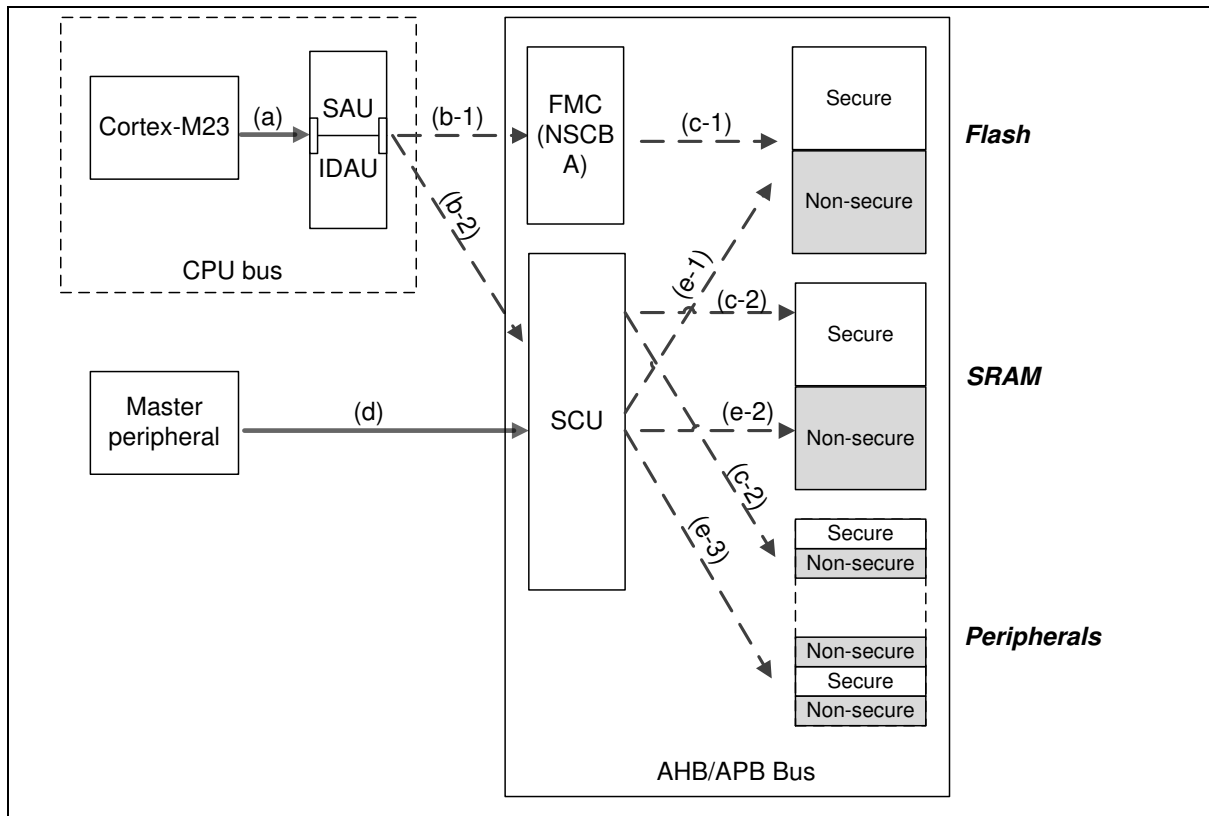 Cortex-M23
(a)
SAU
IDAU
CPU bus
(b-1)
(b-2)
FMC
(NSCB
A)
(c-1)
Secure
Non-secure
Flash
(e-1)
(c-2)
Secure
Non-secure
SRAM
Master
peripheral
(d)
SCU
(e-2)
(c-2)
(e-3)
Secure
Non-secure
Non-secure
Secure
Non-secure
Peripherals
AHB/APB Bus